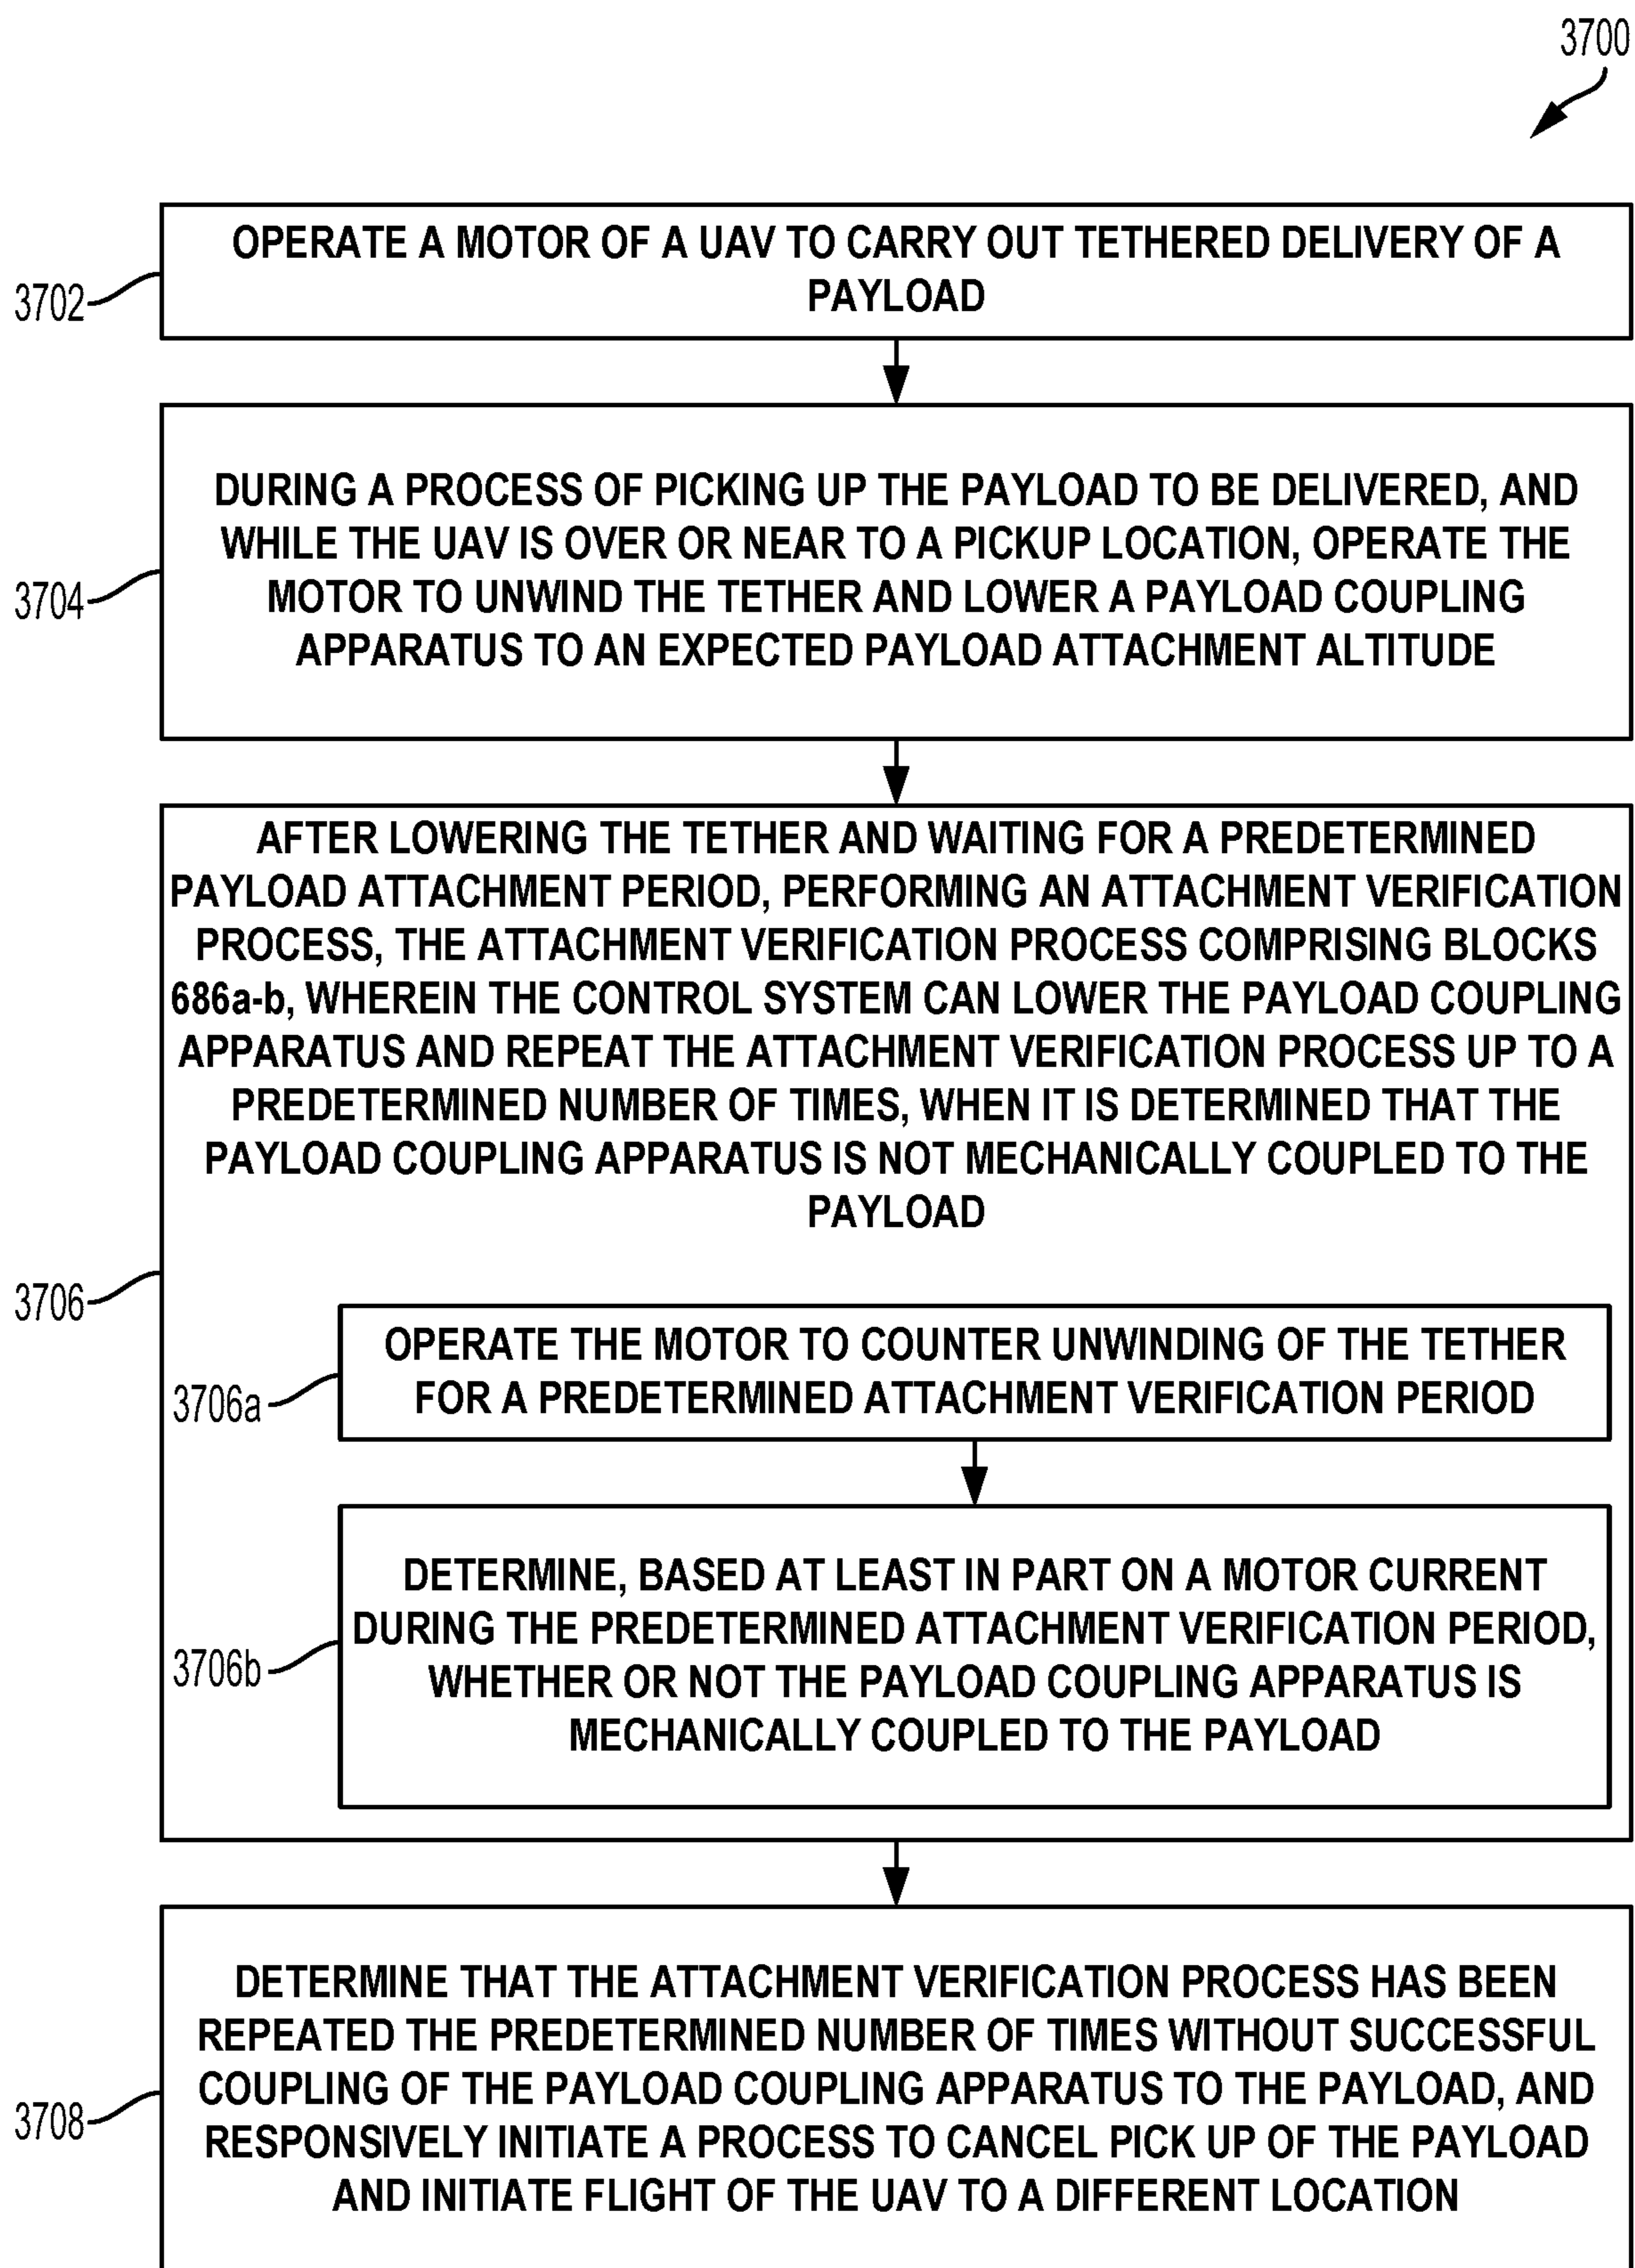 3700
OPERATE A MOTOR OF A UAV TO CARRY OUT TETHERED DELIVERY OF A
PAYLOAD
3702
DURING A PROCESS OF PICKING UP THE PAYLOAD TO BE DELIVERED, AND
WHILE THE UAV IS OVER OR NEAR TO A PICKUP LOCATION, OPERATE THE
MOTOR TO UNWIND THE TETHER AND LOWER A PAYLOAD COUPLING
APPARATUS TO AN EXPECTED PAYLOAD ATTACHMENT ALTITUDE
3704
AFTER LOWERING THE TETHER AND WAITING FOR A PREDETERMINED
PAYLOAD ATTACHMENT PERIOD, PERFORMING AN ATTACHMENT VERIFICATION
PROCESS, THE ATTACHMENT VERIFICATION PROCESS COMPRISING BLOCKS
686a-b, WHEREIN THE CONTROL SYSTEM CAN LOWER THE PAYLOAD COUPLING
APPARATUS AND REPEAT THE ATTACHMENT VERIFICATION PROCESS UP TO A
PREDETERMINED NUMBER OF TIMES, WHEN IT IS DETERMINED THAT THE
PAYLOAD COUPLING APPARATUS IS NOT MECHANICALLY COUPLED TO THE
PAYLOAD
3706
OPERATE THE MOTOR TO COUNTER UNWINDING OF THE TETHER
FOR A PREDETERMINED ATTACHMENT VERIFICATION PERIOD
3706a
DETERMINE, BASED AT LEAST IN PART ON A MOTOR CURRENT
DURING THE PREDETERMINED ATTACHMENT VERIFICATION PERIOD,
WHETHER OR NOT THE PAYLOAD COUPLING APPARATUS IS
MECHANICALLY COUPLED TO THE PAYLOAD
3706b
DETERMINE THAT THE ATTACHMENT VERIFICATION PROCESS HAS BEEN
REPEATED THE PREDETERMINED NUMBER OF TIMES WITHOUT SUCCESSFUL
COUPLING OF THE PAYLOAD COUPLING APPARATUS TO THE PAYLOAD, AND
RESPONSIVELY INITIATE A PROCESS TO CANCEL PICK UP OF THE PAYLOAD
AND INITIATE FLIGHT OF THE UAV TO A DIFFERENT LOCATION
3708